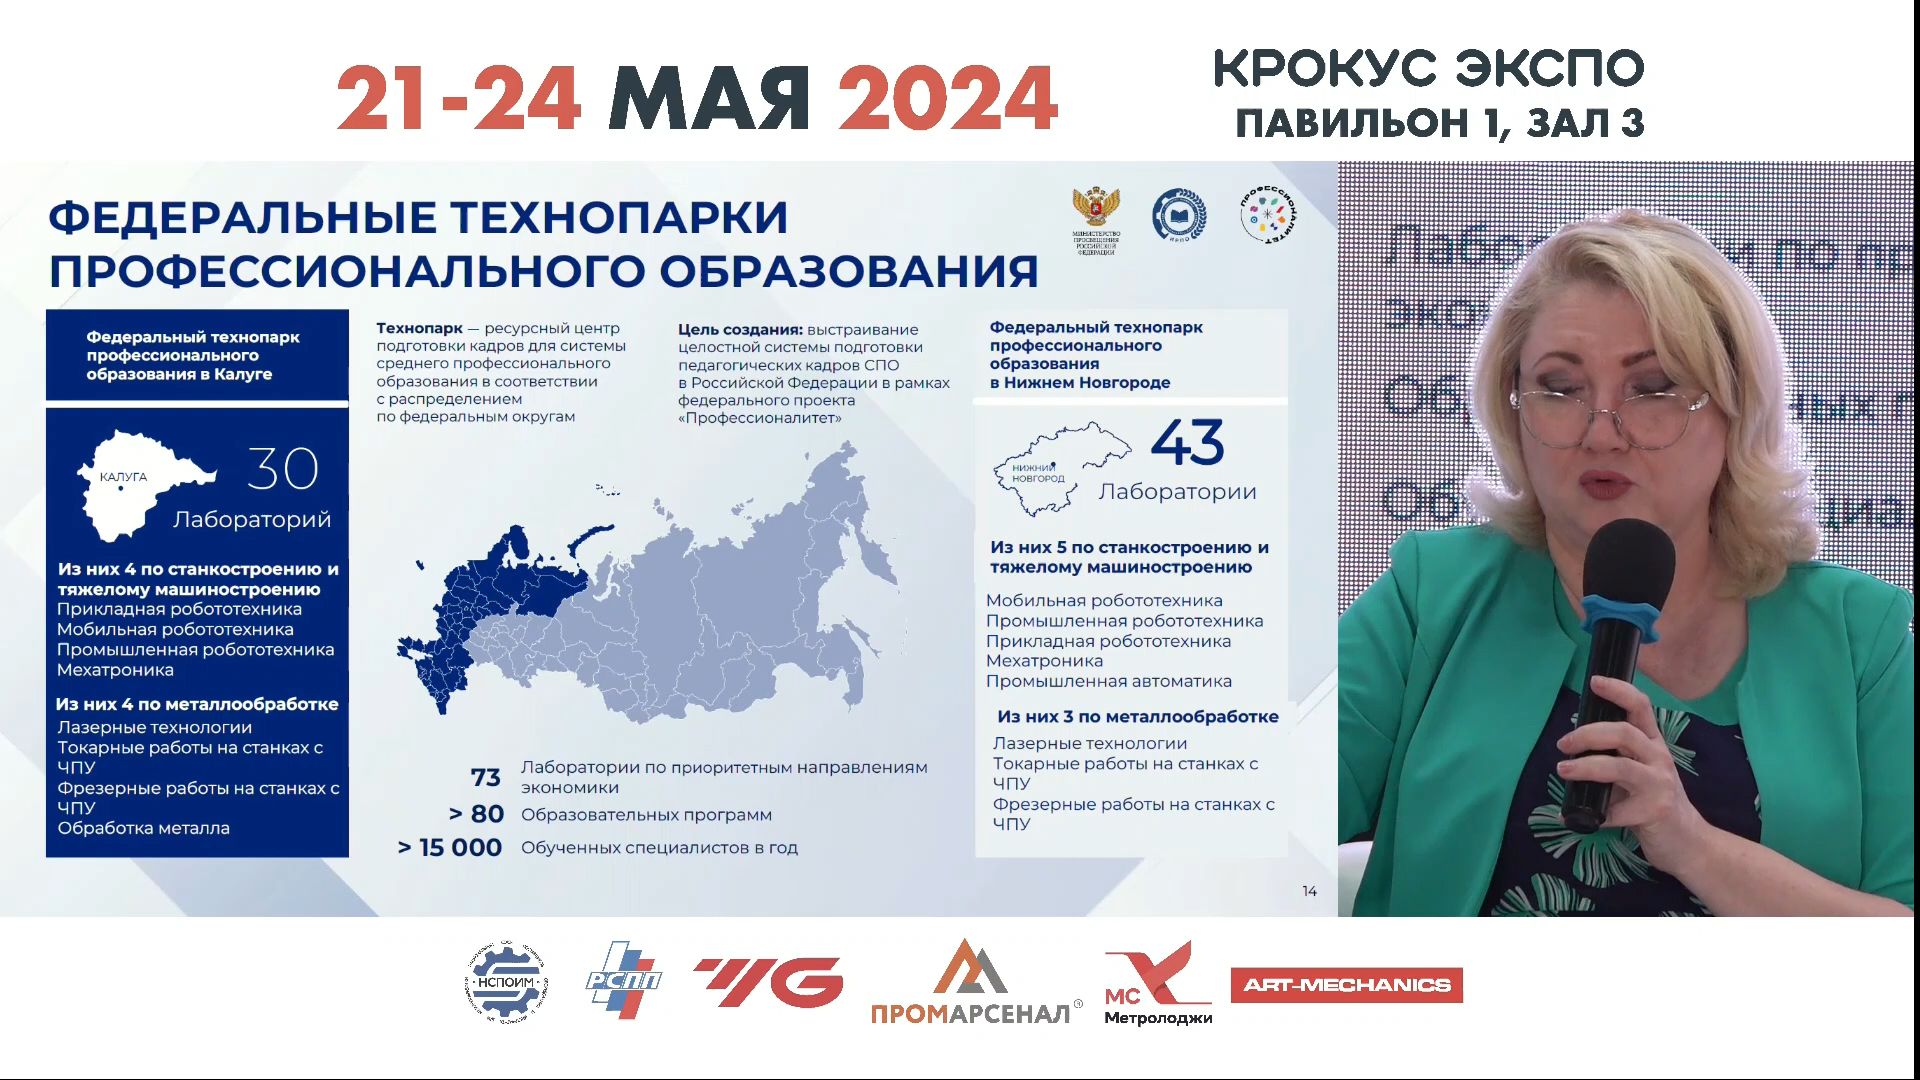 21-24 МАЯ 2024
КРОКУС ЭКСПО
ПАВИЛЬОН 1, ЗАЛ 3
ФЕДЕРАЛЬНЫЕ ТЕХНОПАРКИ
ПРОФЕССИОНАЛЬНОГО ОБРАЗОВАНИЯ
МИНИСТЕРСТВО
ПРОСВЕЩЕНИЯ
РОССИЙСКОЙ
ФЕДЕРАЦИИ
ИРПО
ПРОФЕССИОНАЛИТЕТ
Федеральный технопарк
профессионального
образования в Калуге
КАЛУГА
30
Лабораторий
Из них 4 по станкостроению и
тяжелому машиностроению
Прикладная робототехника
Мобильная робототехника
Промышленная робототехника
Мехатроника
Из них 4 по металлообработке
Лазерные технологии
Токарные работы на станках с
ЧПУ
Фрезерные работы на станках с
ЧПУ
Обработка металла
Технопарк — ресурсный центр
подготовки кадров для системы
среднего профессионального
образования в соответствии
с распределением
по федеральным округам
Цель создания: выстраивание
целостной системы подготовки
педагогических кадров СПО
в Российской Федерации в рамках
федерального проекта
«Профессионалитет»
73 Лаборатории по приоритетным направлениям
экономики
> 80 Образовательных программ
> 15 000 Обученных специалистов в год
Федеральный технопарк
профессионального
образования
в Нижнем Новгороде
НИЖНИЙ
НОВГОРОД
43
Лаборатории
Из них 5 по станкостроению и
тяжелому машиностроению
Мобильная робототехника
Промышленная робототехника
Прикладная робототехника
Мехатроника
Промышленная автоматика
Из них 3 по металлообработке
Лазерные технологии
Токарные работы на станках с
ЧПУ
Фрезерные работы на станках с
ЧПУ
14
НСПОИМ
РСПП
YG
ПРОМАРСЕНАЛ®
МС
Метролоджи
ART-MECHANICS